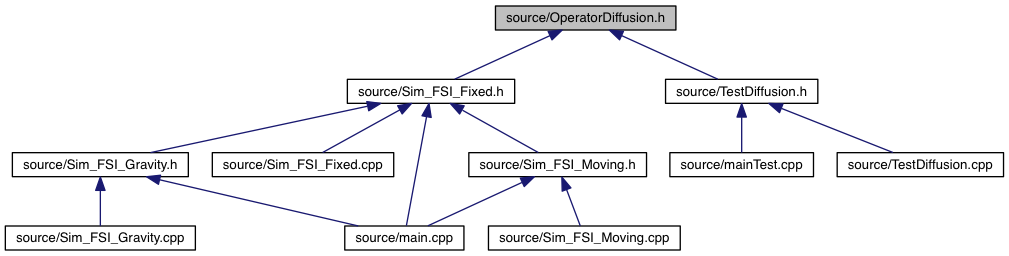 source/OperatorDiffusion.h
source/Sim_FSI_Fixed.h
source/TestDiffusion.h
source/Sim_FSI_Gravity.h
source/Sim_FSI_Fixed.cpp
source/Sim_FSI_Moving.h
source/mainTest.cpp
source/TestDiffusion.cpp
source/Sim_FSI_Gravity.cpp
source/main.cpp
source/Sim_FSI_Moving.cpp